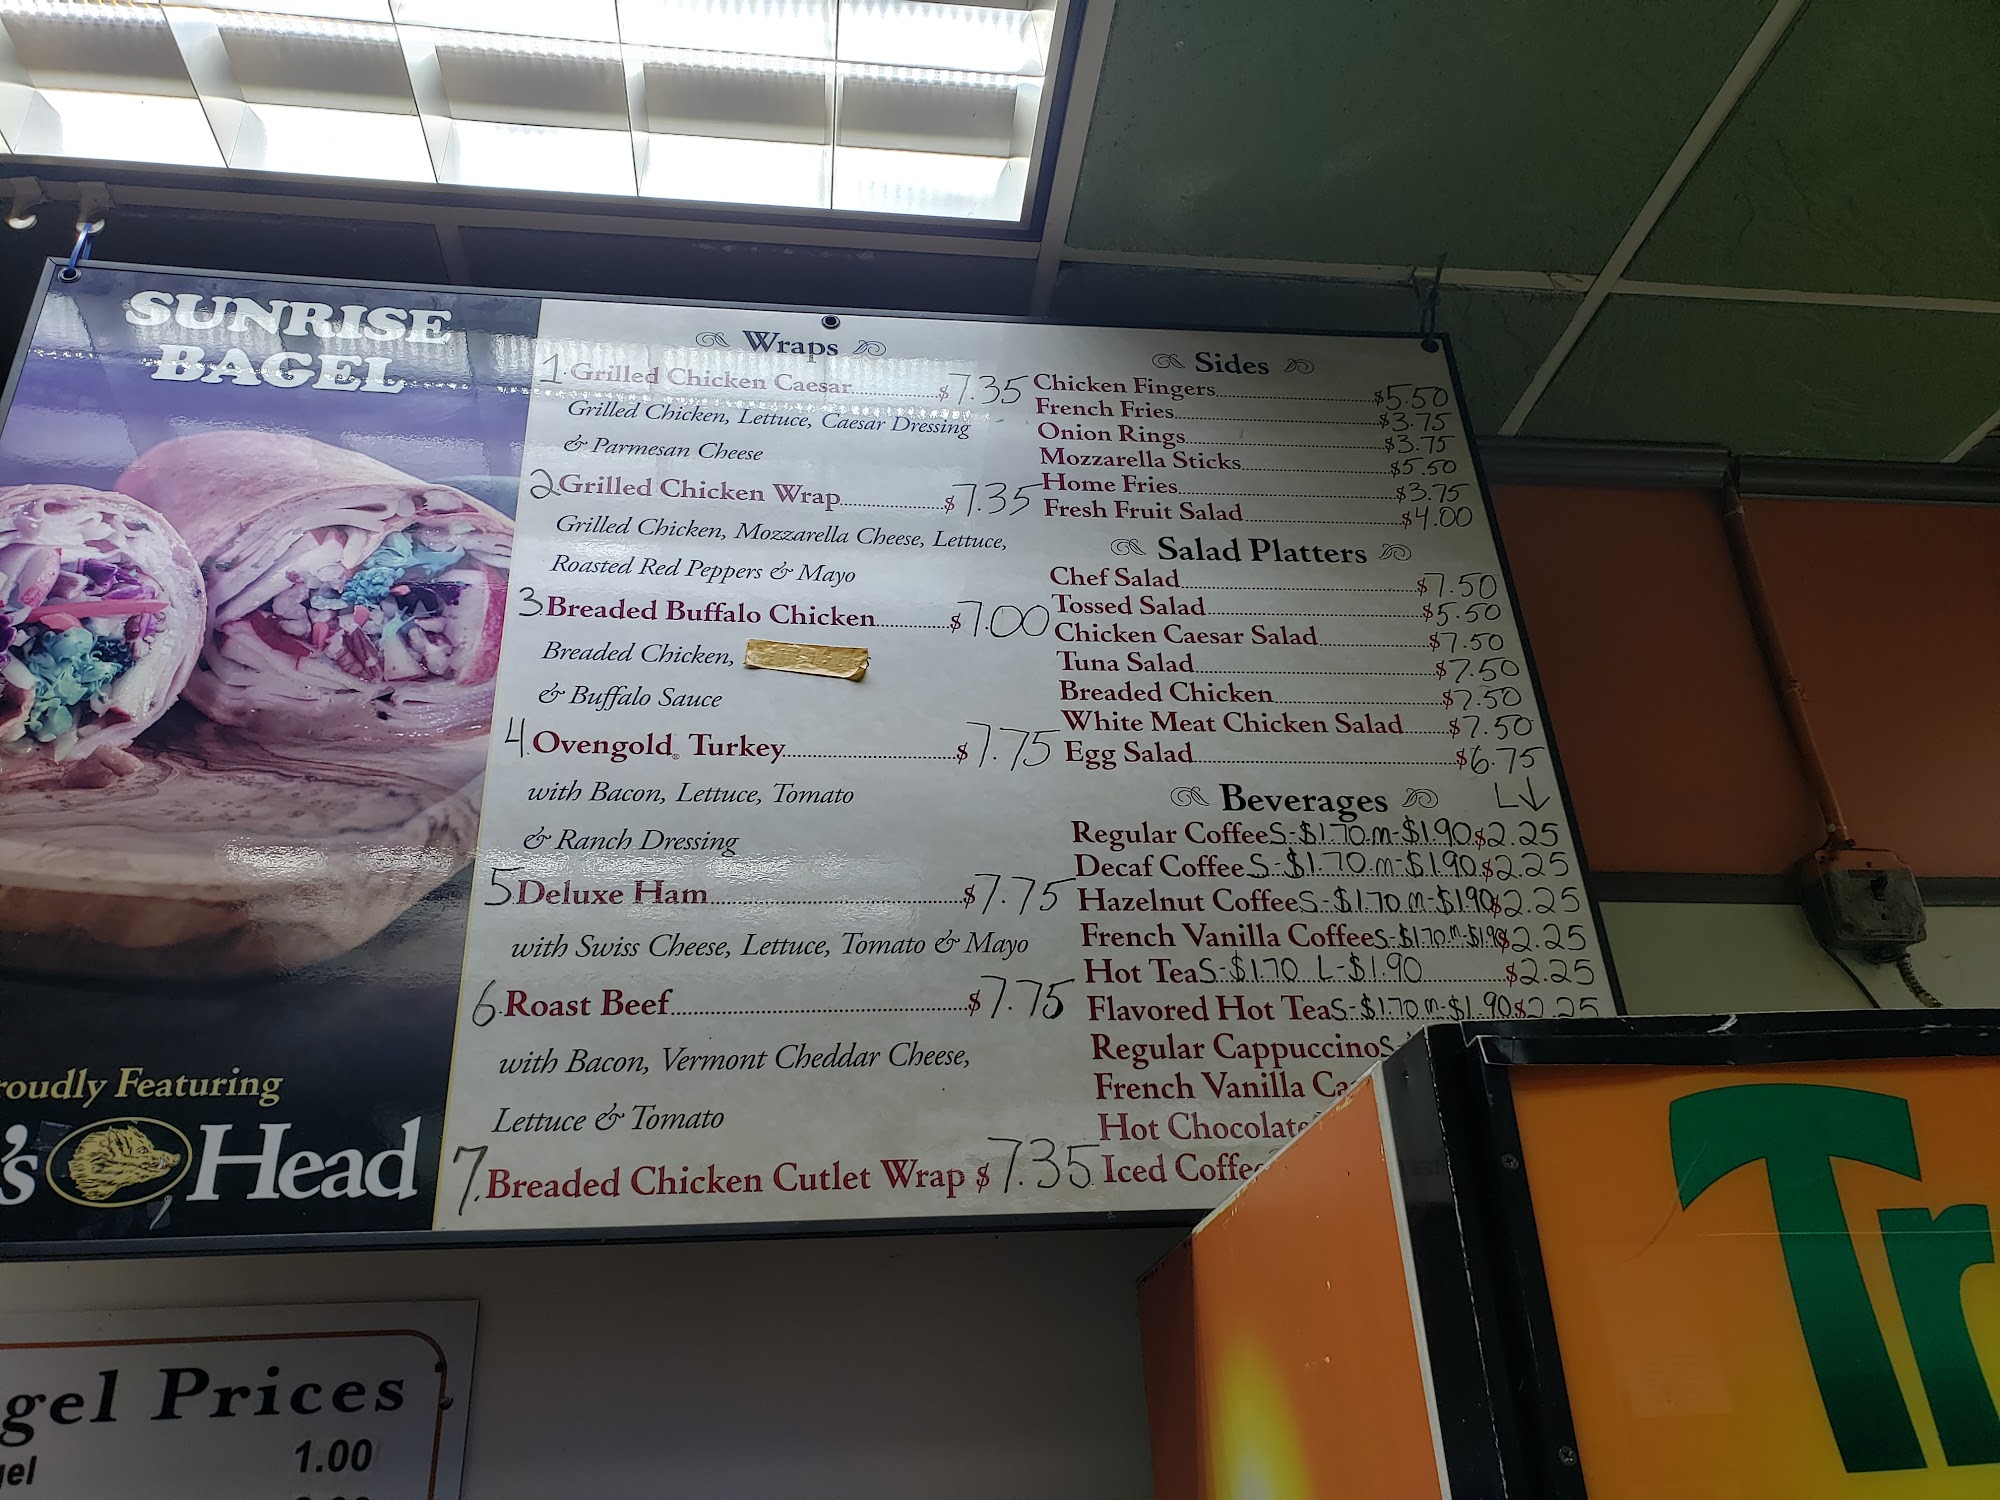 SUNRISE
BAGEL
roudly Featuring
's Head
Wraps
1. Grilled Chicken Caesar $7.35
Grilled Chicken, Lettuce, Caesar Dressing
& Parmesan Cheese
2 Grilled Chicken Wrap $7.35
Grilled Chicken, Mozzarella Cheese, Lettuce,
Roasted Red Peppers & Mayo
3. Breaded Buffalo Chicken $7.00
Breaded Chicken,
& Buffalo Sauce
4. Ovengold® Turkey $7.75
with Bacon, Lettuce, Tomato
& Ranch Dressing
5 Deluxe Ham $7.75
with Swiss Cheese, Lettuce, Tomato & Mayo
6. Roast Beef $7.75
with Bacon, Vermont Cheddar Cheese,
Lettuce & Tomato
7. Breaded Chicken Cutlet Wrap $7.35
Sides
Chicken Fingers $5.50
French Fries $3.75
Onion Rings $3.75
Mozzarella Sticks $5.50
Home Fries $3.75
Fresh Fruit Salad $4.00
Salad Platters
Chef Salad $7.50
Tossed Salad $5.50
Chicken Caesar Salad $7.50
Tuna Salad $7.50
Breaded Chicken $7.50
White Meat Chicken Salad $7.50
Egg Salad $6.75
Beverages L↓
Regular Coffee S-$1.70 m-$1.90 $2.25
Decaf Coffee S-$1.70 m-$1.90 $2.25
Hazelnut Coffee S-$1.70 m-$1.90 $2.25
French Vanilla Coffee S-$1.70 m-$1.90 $2.25
Hot Tea S-$1.70 L-$1.90 $2.25
Flavored Hot Tea S-$1.70 m-$1.90 $2.25
Regular Cappuccino S-
French Vanilla Ca
Hot Chocolate
Iced Coffee
gel Prices
gel 1.00
Tr